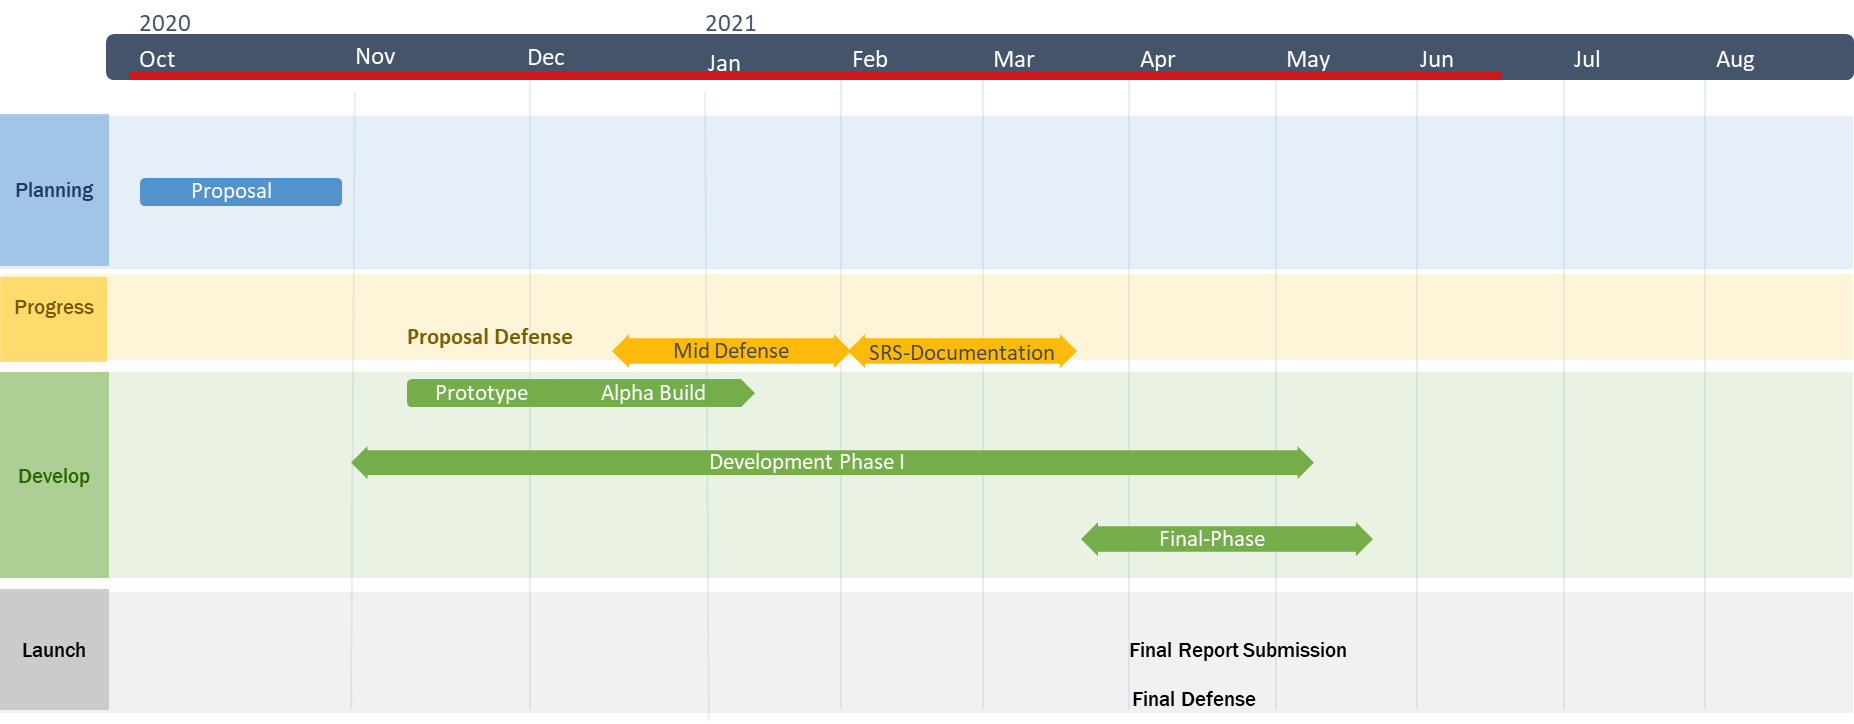 2020 2021
Oct Nov Dec Jan Feb Mar Apr May Jun Jul Aug
Planning
Proposal
Progress
Proposal Defense
Mid Defense
SRS-Documentation
Develop
Prototype Alpha Build
Development Phase I
Final-Phase
Launch
Final Report Submission
Final Defense